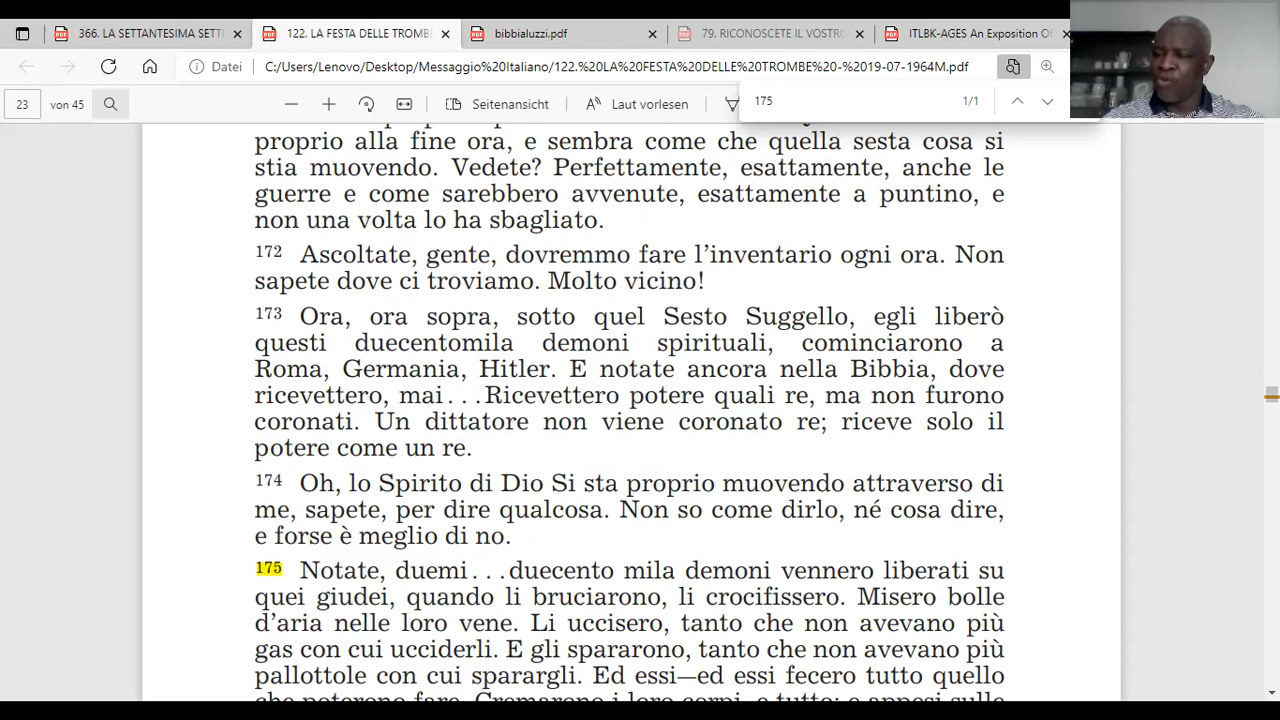 366. LA SETTANTESIMA SETT
122. LA FESTA DELLE TROMB
bibbialuzzi.pdf
79. RICONOSCETE IL VOSTRO
ITLBK-AGES An Exposition Of
Datei
C:/Users/Lenovo/Desktop/Messaggio%20Italiano/122.%20LA%20FESTA%20DELLE%20TROMBE%20-%2019-07-1964M.pdf
23 von 45
Seitenansicht
Laut vorlesen
175
1/1
proprio alla fine ora, e sembra come che quella sesta cosa si
stia muovendo. Vedete? Perfettamente, esattamente, anche le
guerre e come sarebbero avvenute, esattamente a puntino, e
non una volta lo ha sbagliato.
172 Ascoltate, gente, dovremmo fare l’inventario ogni ora. Non
sapete dove ci troviamo. Molto vicino!
173 Ora, ora sopra, sotto quel Sesto Suggello, egli liberò
questi duecentomila demoni spirituali, cominciarono a
Roma, Germania, Hitler. E notate ancora nella Bibbia, dove
ricevettero, mai . . . Ricevettero potere quali re, ma non furono
coronati. Un dittatore non viene coronato re; riceve solo il
potere come un re.
174 Oh, lo Spirito di Dio Si sta proprio muovendo attraverso di
me, sapete, per dire qualcosa. Non so come dirlo, né cosa dire,
e forse è meglio di no.
175 Notate, duemi . . . duecento mila demoni vennero liberati su
quei giudei, quando li bruciarono, li crocifissero. Misero bolle
d’aria nelle loro vene. Li uccisero, tanto che non avevano più
gas con cui ucciderli. E gli spararono, tanto che non avevano più
pallottole con cui sparargli. Ed essi—ed essi fecero tutto quello
che poterono fare. Cremarono i loro corpi, e tutto; e appesi sulle